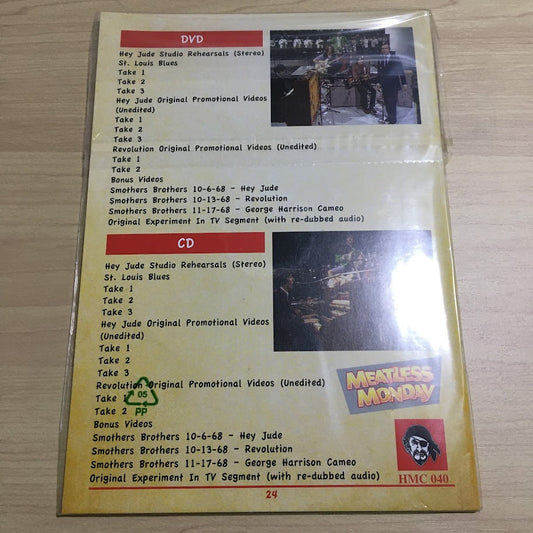 DVD
Hey Jude Studio Rehearsals (Stereo)
St. Louis Blues
Take 1
Take 2
Take 3
Hey Jude Original Promotional Videos
(Unedited)
Take 1
Take 2
Take 3
Revolution Original Promotional Videos (Unedited)
Take 1
Take 2
Bonus Videos
Smothers Brothers 10-6-68 - Hey Jude
Smothers Brothers 10-13-68 - Revolution
Smothers Brothers 11-17-68 - George Harrison Cameo
Original Experiment In TV Segment (with re-dubbed audio)
CD
Hey Jude Studio Rehearsals (Stereo)
St. Louis Blues
Take 1
Take 2
Take 3
Hey Jude Original Promotional Videos
(Unedited)
Take 1
Take 2
Take 3
Revolution Original Promotional Videos (Unedited)
Take 1
Take 2
05
PP
Bonus Videos
Smothers Brothers 10-6-68 - Hey Jude
Smothers Brothers 10-13-68 - Revolution
Smothers Brothers 11-17-68 - George Harrison Cameo
Original Experiment In TV Segment (with re-dubbed audio)
MEATLESS
MONDAY
HMC 040
24